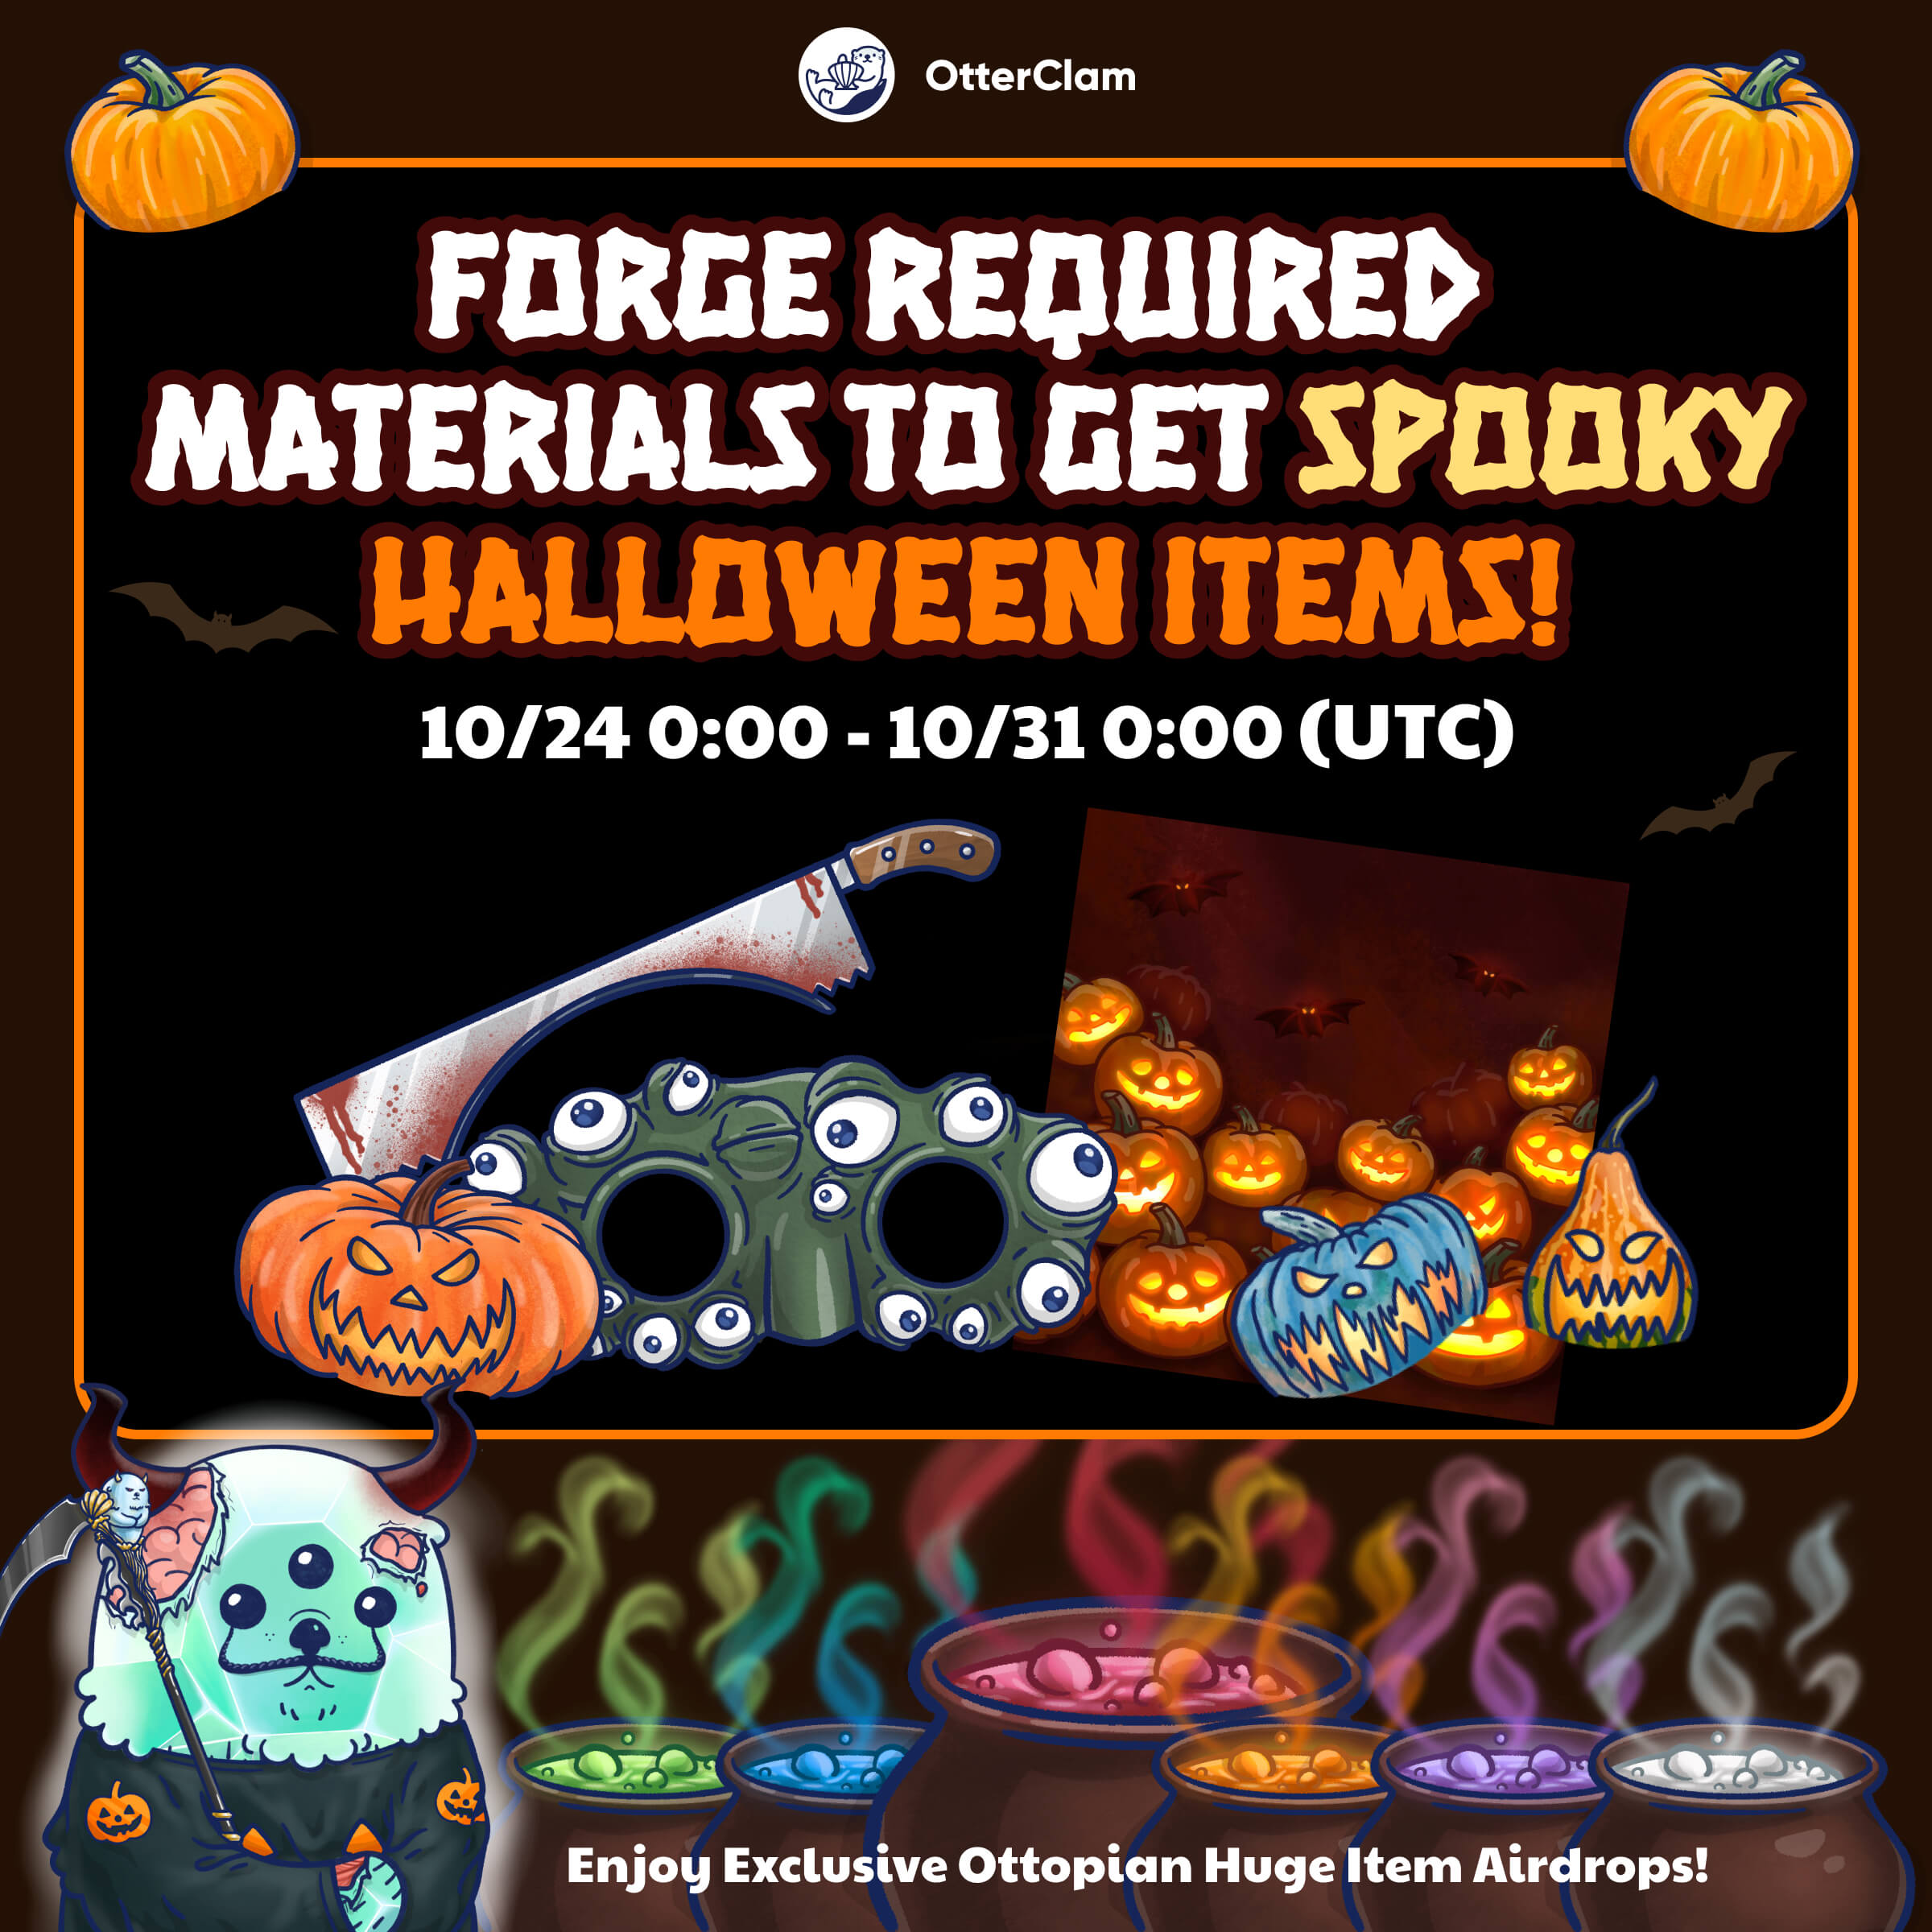 OtterClam
FORGE REQUIRED
MATERIALS TO GET SPOOKY
HALLOWEEN ITEMS!
10/24 0:00 - 10/31 0:00 (UTC)
Enjoy Exclusive Ottopian Huge Item Airdrops!